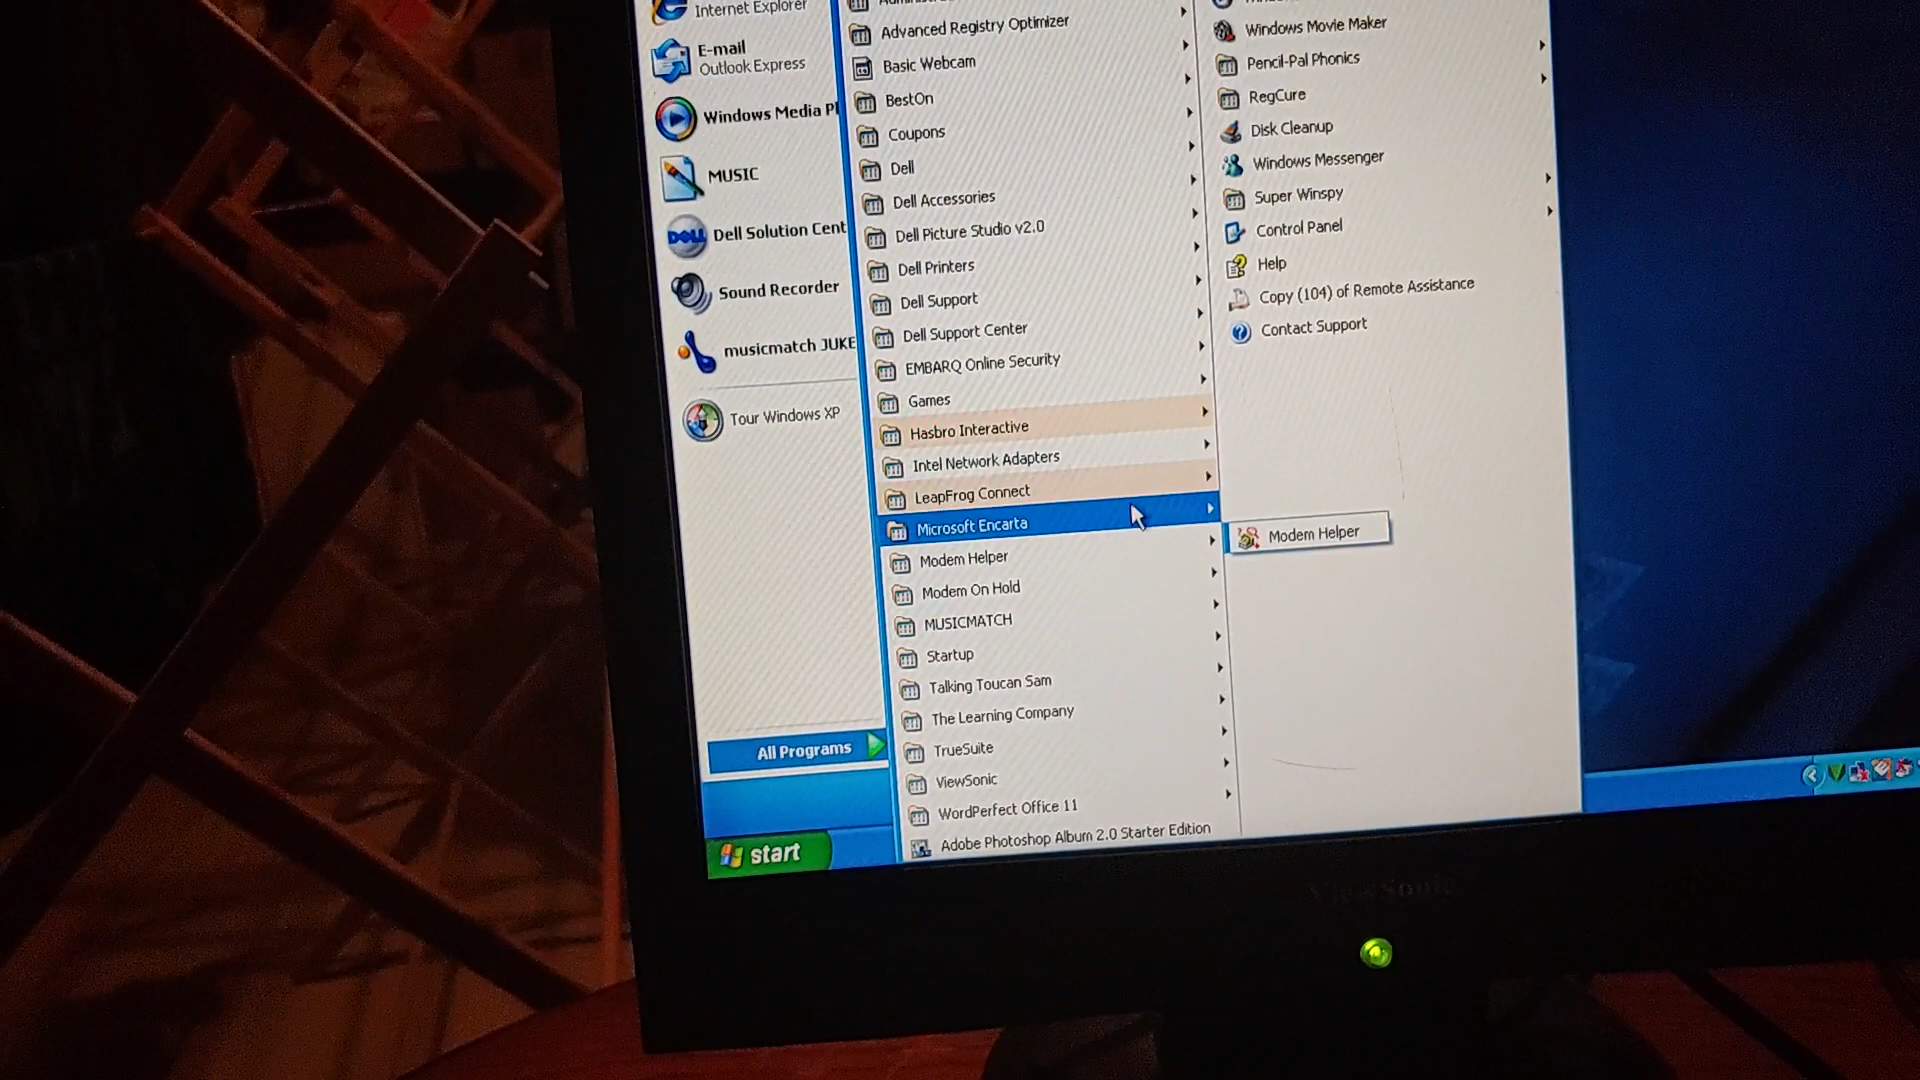 Internet Explorer
E-mail
Outlook Express
Windows Media Pl
MUSIC
DELL
Dell Solution Cent
Sound Recorder
musicmatch JUKE
Tour Windows XP
All Programs
start
Advanced Registry Optimizer
Basic Webcam
BestOn
Coupons
Dell
Dell Accessories
Dell Picture Studio v2.0
Dell Printers
Dell Support
Dell Support Center
EMBARQ Online Security
Games
Hasbro Interactive
Intel Network Adapters
LeapFrog Connect
Microsoft Encarta
Modem Helper
Modem On Hold
MUSICMATCH
Startup
Talking Toucan Sam
The Learning Company
TrueSuite
ViewSonic
WordPerfect Office 11
Adobe Photoshop Album 2.0 Starter Edition
Windows Movie Maker
Pencil-Pal Phonics
RegCure
Disk Cleanup
Windows Messenger
Super Winspy
Control Panel
Help
Copy (104) of Remote Assistance
Contact Support
Modem Helper
ViewSonic